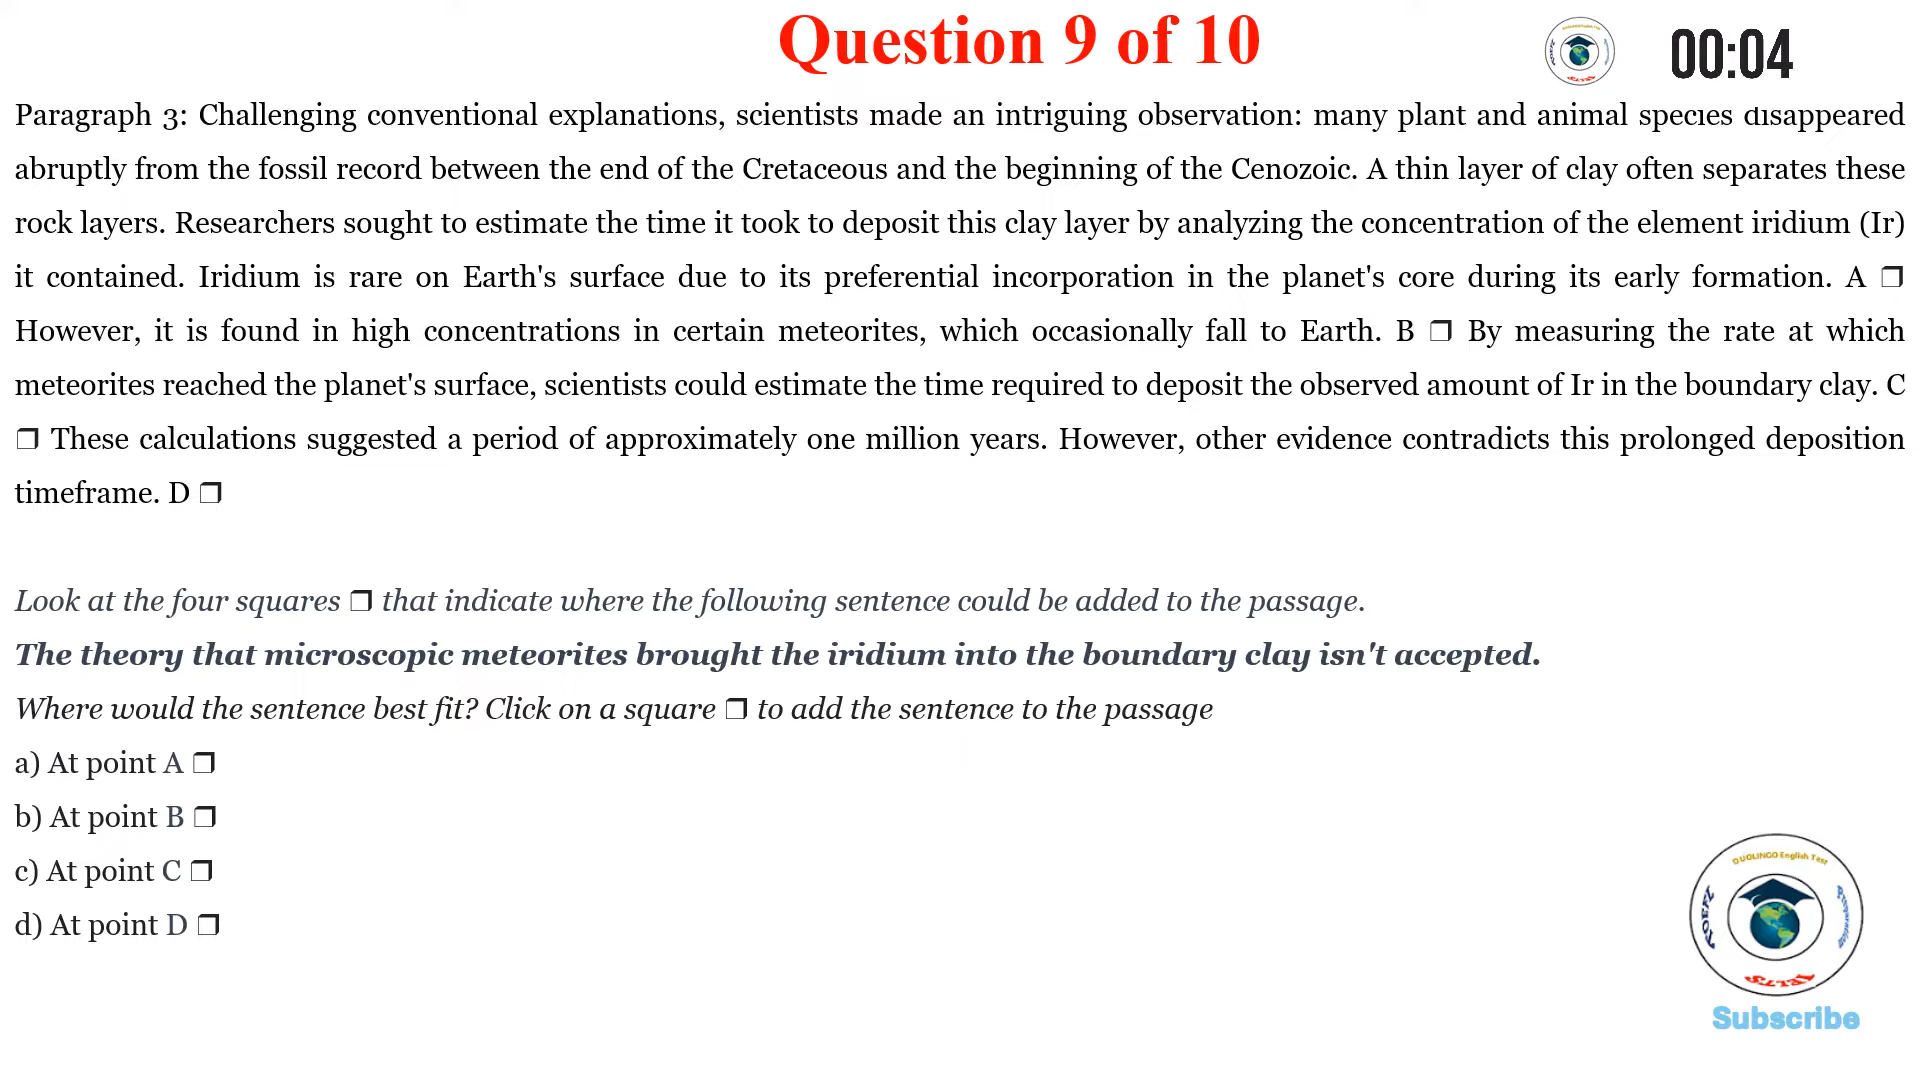 Question 9 of 10
00:04
Paragraph 3: Challenging conventional explanations, scientists made an intriguing observation: many plant and animal species disappeared
abruptly from the fossil record between the end of the Cretaceous and the beginning of the Cenozoic. A thin layer of clay often separates these
rock layers. Researchers sought to estimate the time it took to deposit this clay layer by analyzing the concentration of the element iridium (Ir)
it contained. Iridium is rare on Earth's surface due to its preferential incorporation in the planet's core during its early formation. A ❐
However, it is found in high concentrations in certain meteorites, which occasionally fall to Earth. B ❐ By measuring the rate at which
meteorites reached the planet's surface, scientists could estimate the time required to deposit the observed amount of Ir in the boundary clay. C
❐ These calculations suggested a period of approximately one million years. However, other evidence contradicts this prolonged deposition
timeframe. D ❐
Look at the four squares ❐ that indicate where the following sentence could be added to the passage.
The theory that microscopic meteorites brought the iridium into the boundary clay isn't accepted.
Where would the sentence best fit? Click on a square ❐ to add the sentence to the passage
a) At point A ❐
b) At point B ❐
c) At point C ❐
d) At point D ❐
DUOLINGO English Test
TOEFL
Preparation
IELTS
Subscribe